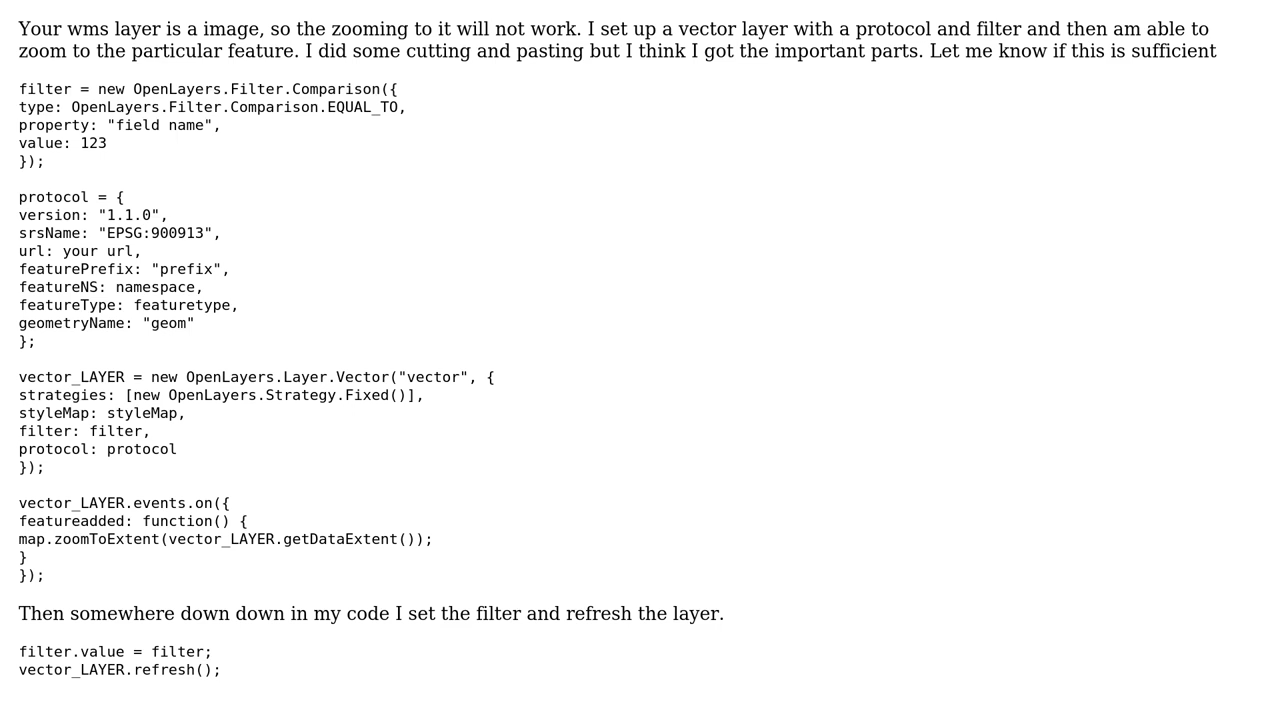 Your wms layer is a image, so the zooming to it will not work. I set up a vector layer with a protocol and filter and then am able to
zoom to the particular feature. I did some cutting and pasting but I think I got the important parts. Let me know if this is sufficient
filter = new OpenLayers.Filter.Comparison({
type: OpenLayers.Filter.Comparison.EQUAL_TO,
property: "field name",
value: 123
});
protocol = {
version: "1.1.0",
srsName: "EPSG:900913",
url: your url,
featurePrefix: "prefix",
featureNS: namespace,
featureType: featuretype,
geometryName: "geom"
};
vector_LAYER = new OpenLayers.Layer.Vector("vector", {
strategies: [new OpenLayers.Strategy.Fixed()],
styleMap: styleMap,
filter: filter,
protocol: protocol
});
vector_LAYER.events.on({
featureadded: function() {
map.zoomToExtent(vector_LAYER.getDataExtent());
}
});
Then somewhere down down in my code I set the filter and refresh the layer.
filter.value = filter;
vector_LAYER.refresh();